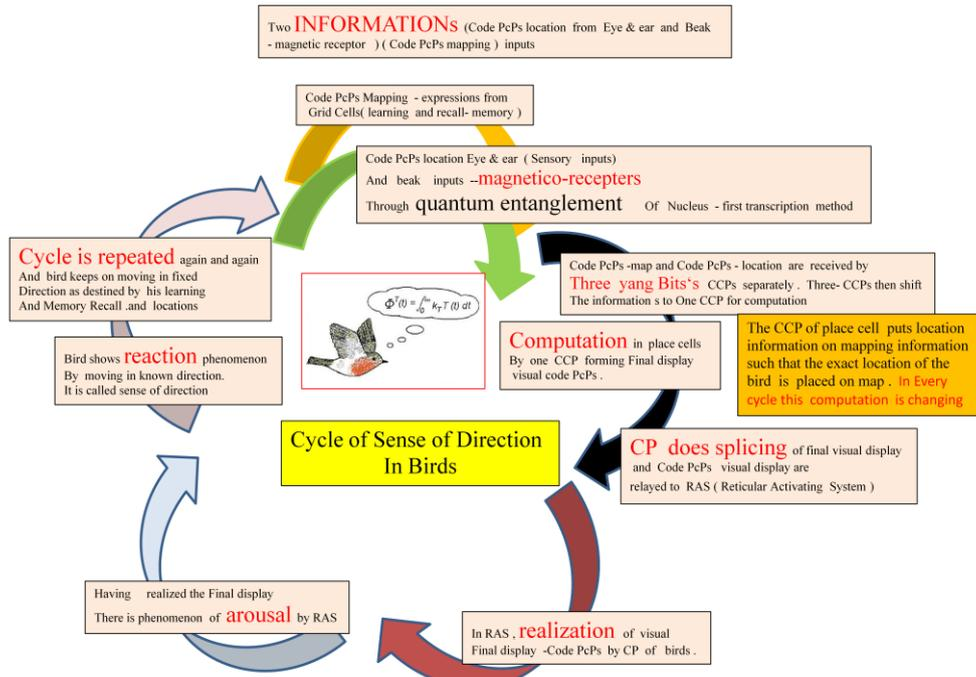 Two INFORMATIONs (Code PcPs location from Eye & ear and Beak
- magnetic receptor ) ( Code PcPs mapping ) inputs
Code PcPs Mapping - expressions from
Grid Cells( learning and recall- memory )
Code PcPs location Eye & ear ( Sensory inputs)
And beak inputs --magnetico-recepters
Through quantum entanglement Of Nucleus - first transcription method
Code PcPs -map and Code PcPs - location are received by
Three yang Bits's CCPs separately . Three- CCPs then shift
The information s to One CCP for computation
Computation in place cells
By one CCP forming Final display
visual code PcPs .
The CCP of place cell puts location
information on mapping information
such that the exact location of the
bird is placed on map . In Every
cycle this computation is changing
CP does splicing of final visual display
and Code PcPs visual display are
relayed to RAS ( Reticular Activating System )
In RAS , realization of visual
Final display -Code PcPs by CP of birds .
Having realized the Final display
There is phenomenon of arousal by RAS
Bird shows reaction phenomenon
By moving in known direction.
It is called sense of direction
Cycle is repeated again and again
And bird keeps on moving in fixed
Direction as destined by his learning
And Memory Recall .and locations
Cycle of Sense of Direction
In Birds